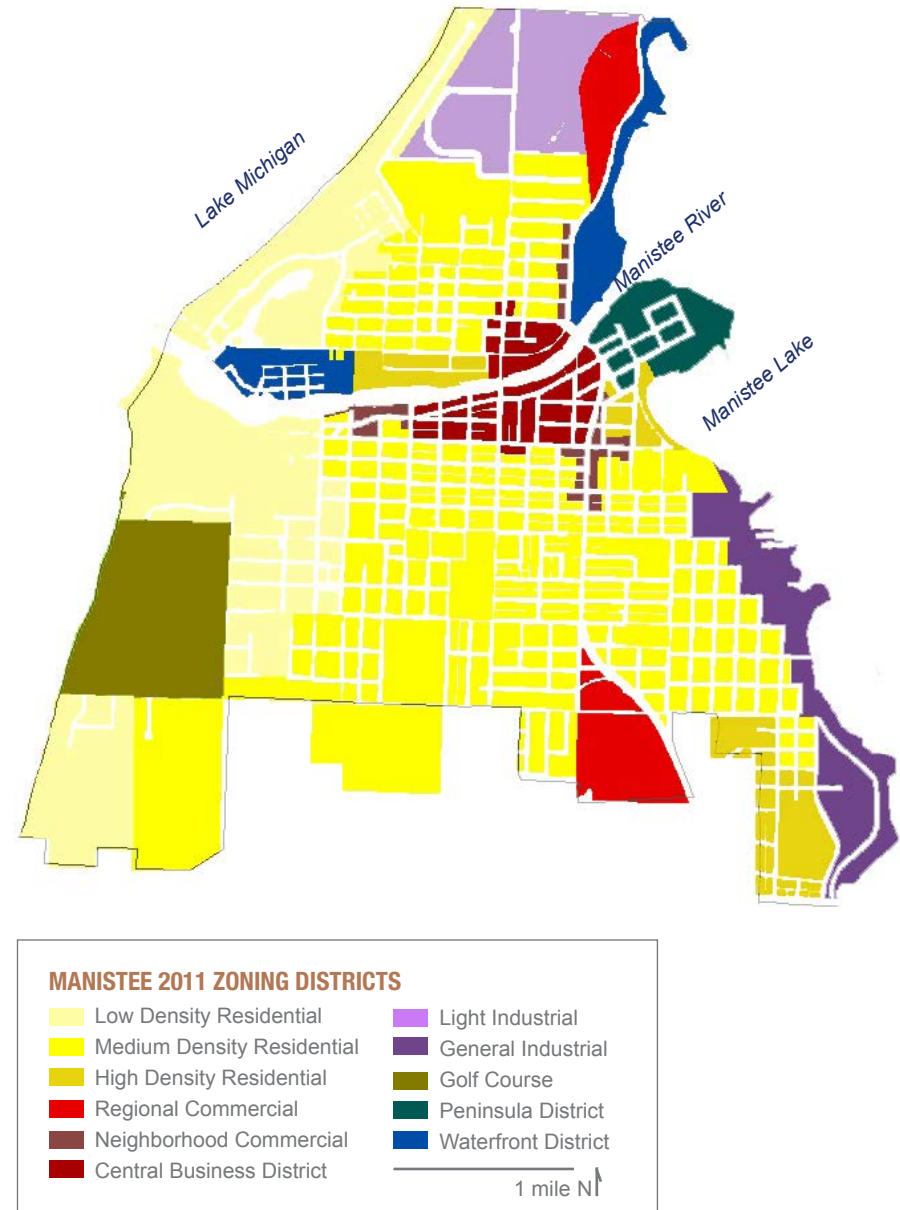 Lake Michigan
Manistee River
Manistee Lake
MANISTEE 2011 ZONING DISTRICTS
Low Density Residential
Medium Density Residential
High Density Residential
Regional Commercial
Neighborhood Commercial
Central Business District
Light Industrial
General Industrial
Golf Course
Peninsula District
Waterfront District
1 mile N